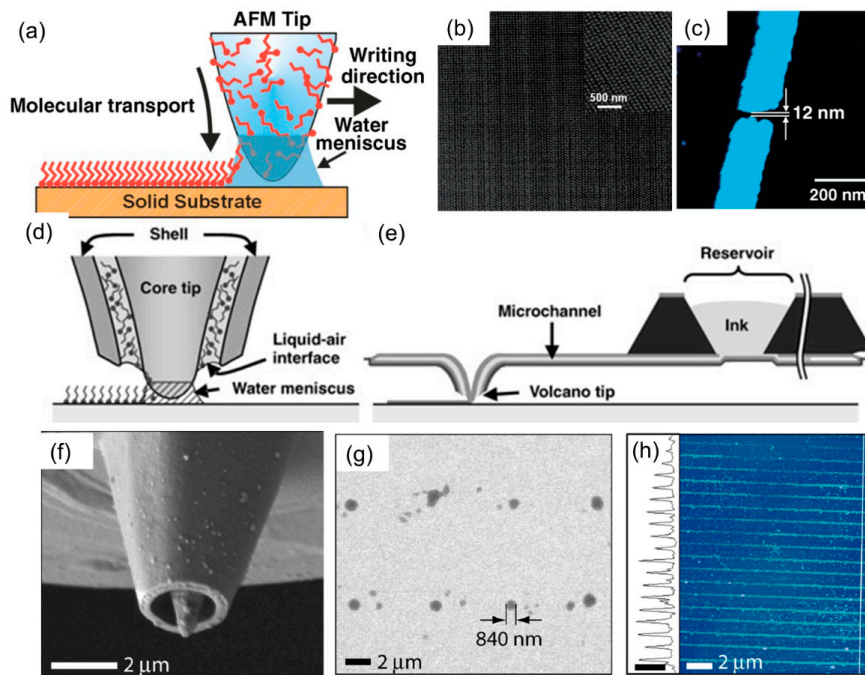 (a)
AFM Tip
Writing
direction
Molecular transport
Water
meniscus
Solid Substrate
(b)
500 nm
(c)
12 nm
200 nm
(d)
Shell
Core tip
Liquid-air
interface
Water meniscus
(e)
Reservoir
Microchannel
Ink
Volcano tip
(f)
2 μm
(g)
840 nm
2 μm
(h)
2 μm